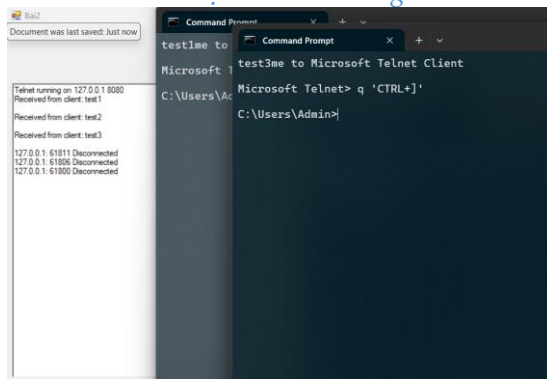 Bai2
Document was last saved: Just now
Telnet running on 127.0.0.1 8080
Received from client: test1
Received from client: test2
Received from client: test3
127.0.0.1: 61811 Disconnected
127.0.0.1: 61806 Disconnected
127.0.0.1: 61800 Disconnected
Command Prompt
test1me to
Microsoft T
C:\Users\Ad
Command Prompt
test3me to Microsoft Telnet Client
Microsoft Telnet> q 'CTRL+]'
C:\Users\Admin>